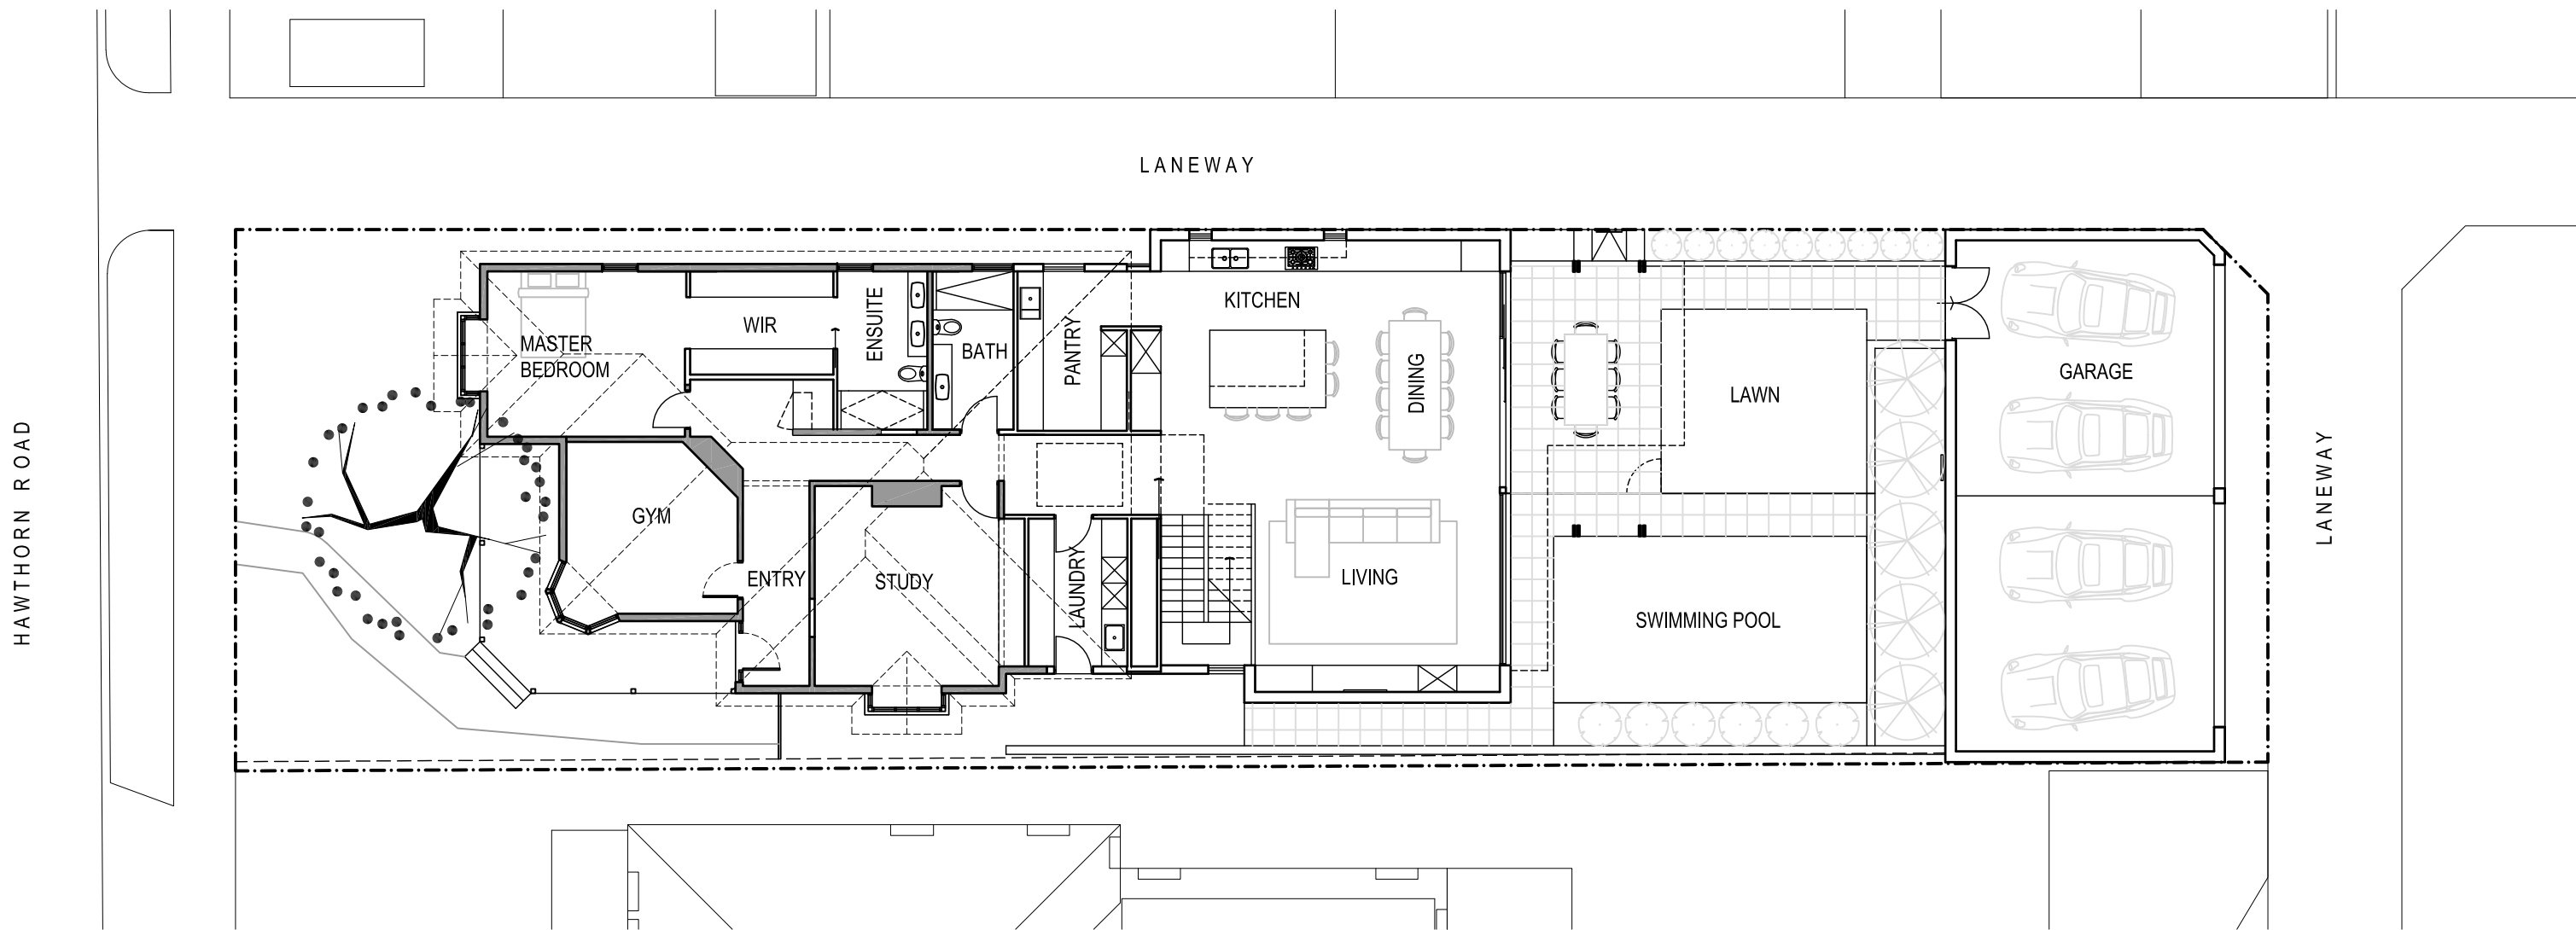 LANEWAY
HAWTHORN ROAD
MASTER
BEDROOM
WIR
ENSUITE
BATH
PANTRY
KITCHEN
DINING
LAWN
GARAGE
LANEWAY
GYM
ENTRY
STUDY
LAUNDRY
LIVING
SWIMMING POOL